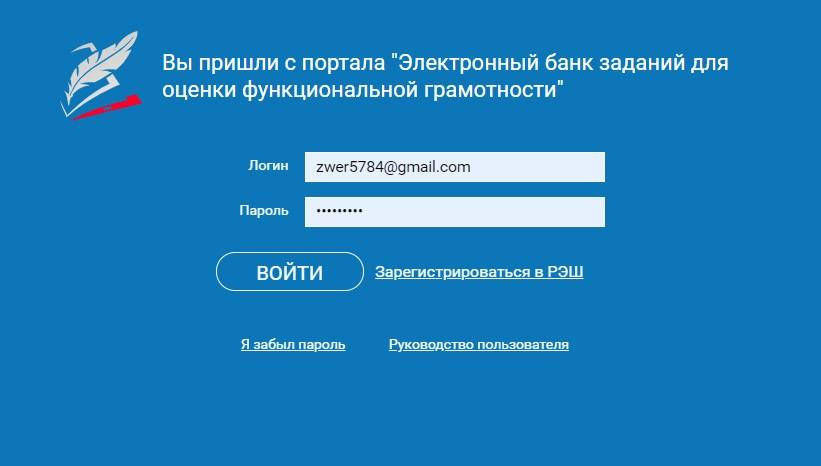 Вы пришли с портала "Электронный банк заданий для
оценки функциональной грамотности"
Логин zwer5784@gmail.com
Пароль •••••••••
ВОЙТИ Зарегистрироваться в РЭШ
Я забыл пароль Руководство пользователя